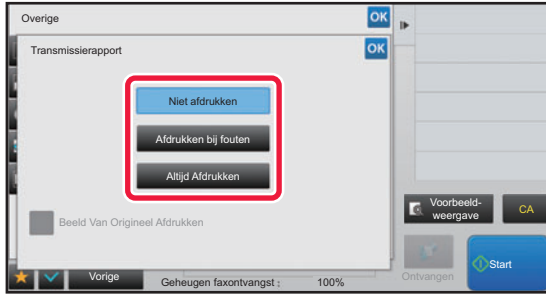 Overige
OK
Transmissierapport
OK
Niet afdrukken
Afdrukken bij fouten
Altijd Afdrukken
Beeld Van Origineel Afdrukken
Voorbeeld-
weergave
CA
Vorige
Geheugen faxontvangst :
100%
Ontvangen
Start